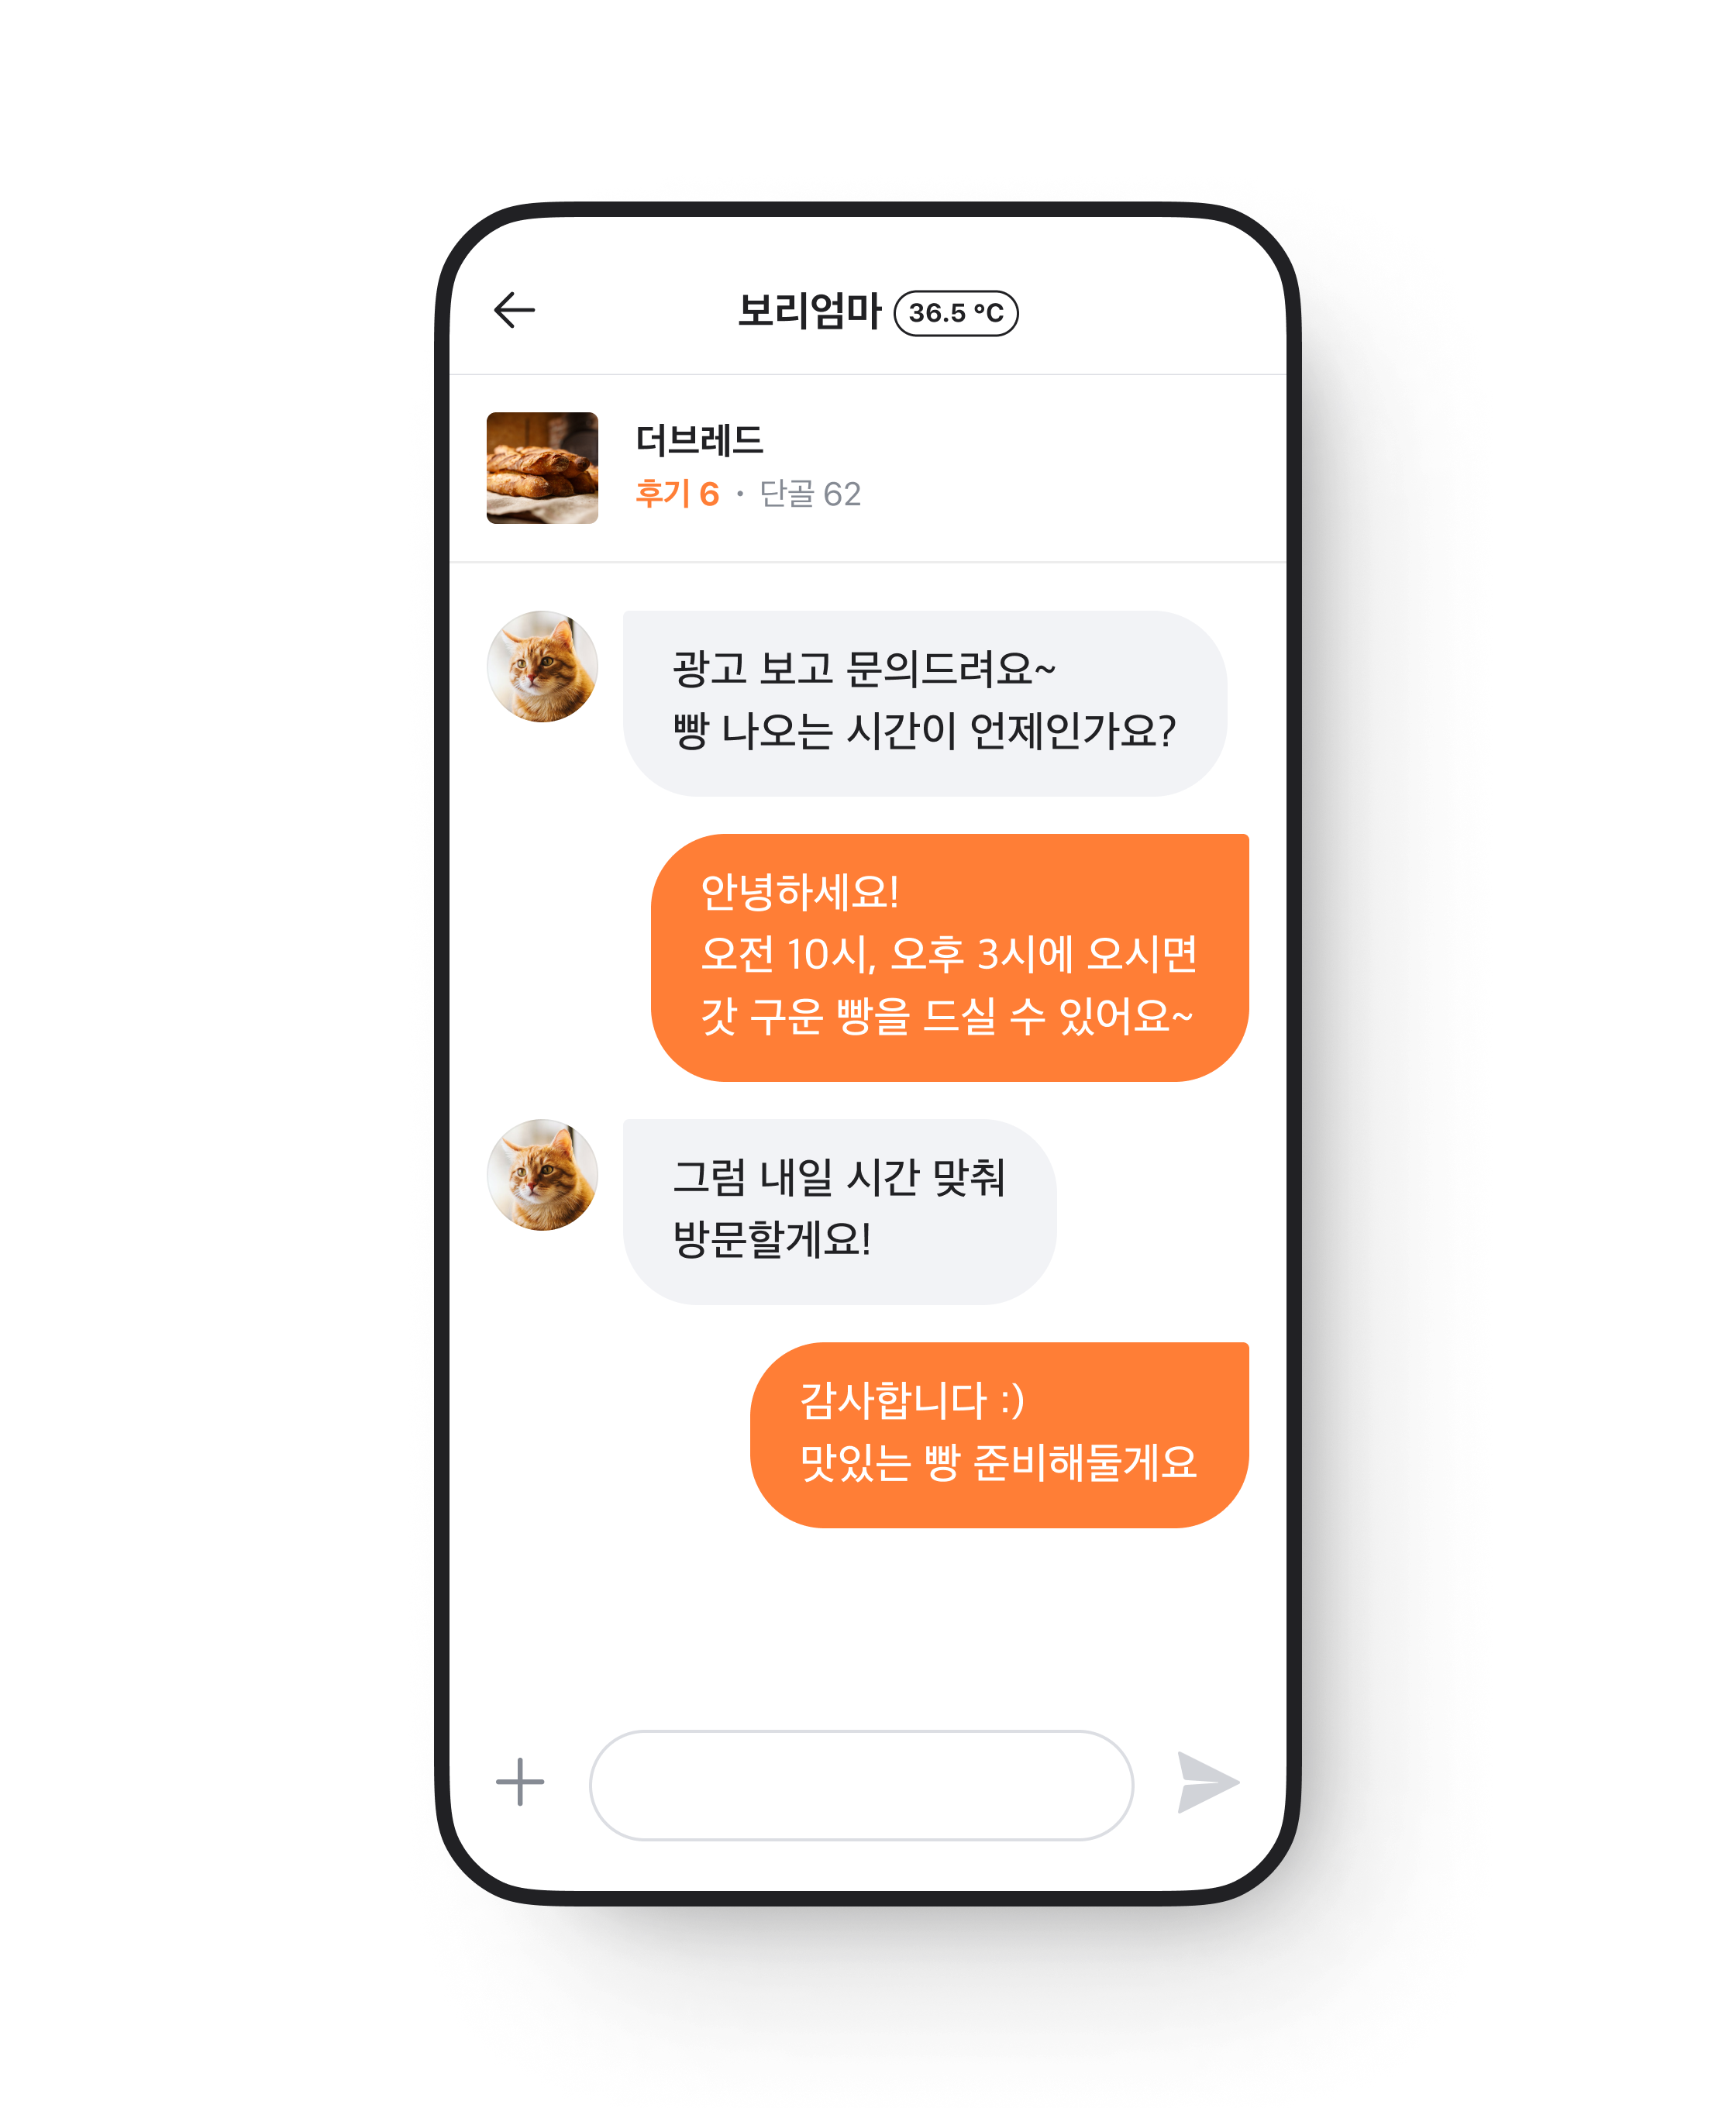 보리엄마 36.5 °C
더브레드
후기 6 · 단골 62
광고 보고 문의드려요~
빵 나오는 시간이 언제인가요?
안녕하세요!
오전 10시, 오후 3시에 오시면
갓 구운 빵을 드실 수 있어요~
그럼 내일 시간 맞춰
방문할게요!
감사합니다 :)
맛있는 빵 준비해둘게요